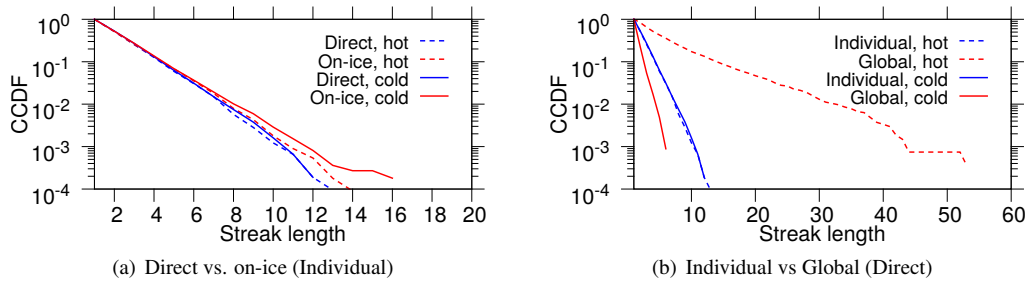 10^0
10^-1
10^-2
10^-3
10^-4
CCDF
Direct, hot
On-ice, hot
Direct, cold
On-ice, cold
2 4 6 8 10 12 14 16 18 20
Streak length
(a) Direct vs. on-ice (Individual)
10^0
10^-1
10^-2
10^-3
10^-4
CCDF
Individual, hot
Global, hot
Individual, cold
Global, cold
10 20 30 40 50 60
Streak length
(b) Individual vs Global (Direct)